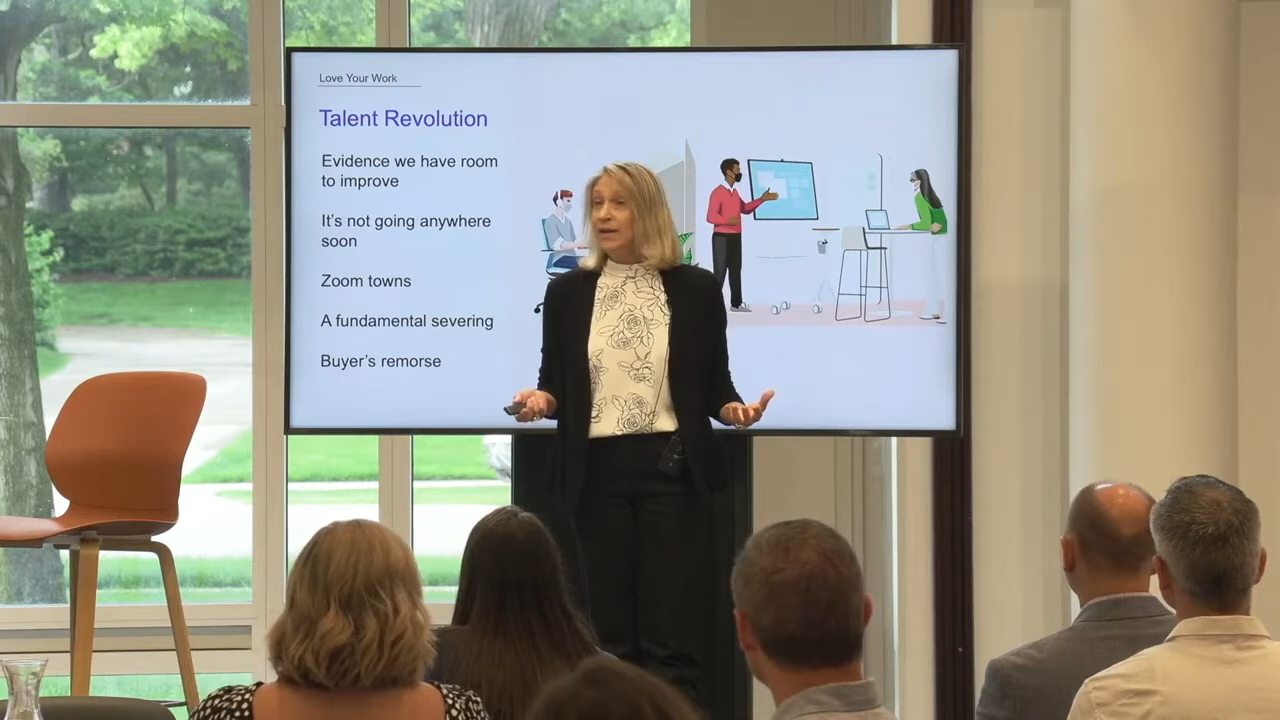 Love Your Work
Talent Revolution
Evidence we have room
to improve
It's not going anywhere
soon
Zoom towns
A fundamental severing
Buyer's remorse